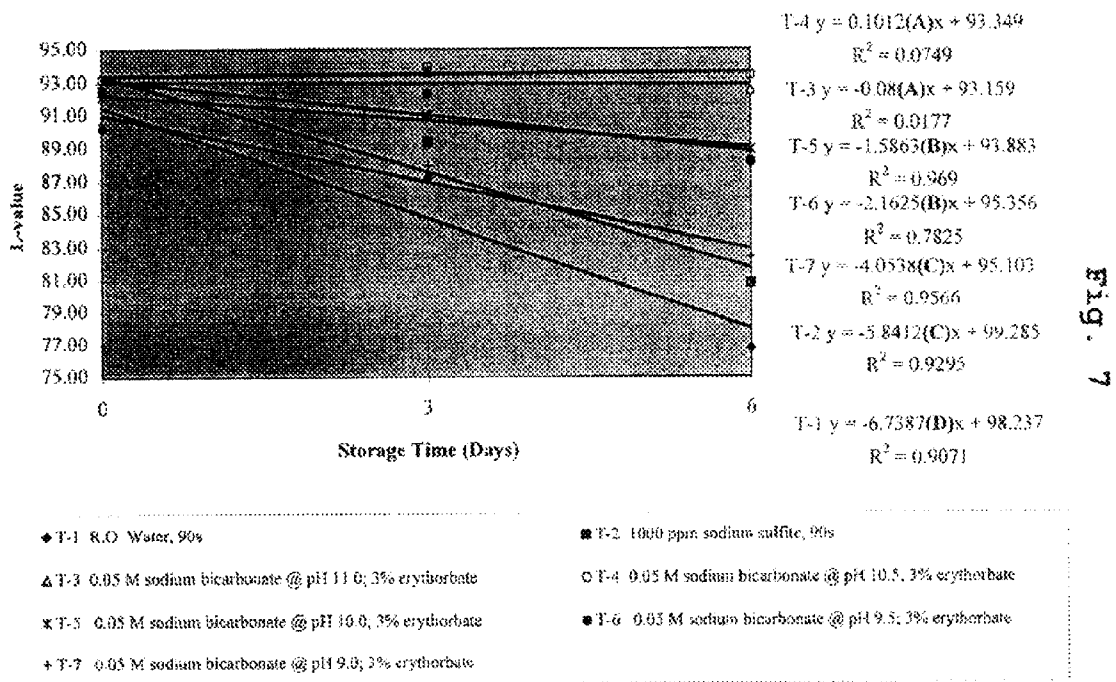 T-4 y = 0.1012(A)x + 93.349
R² = 0.0749
T-3 y = -0.08(A)x + 93.159
R² = 0.0177
T-5 y = -1.5863(B)x + 93.883
R² = 0.969
T-6 y = -2.1625(B)x + 95.356
R² = 0.7825
T-7 y = -4.0538(C)x + 95.103
R² = 0.9566
T-2 y = -5.8412(C)x + 99.285
R² = 0.9295
T-1 y = -6.7387(D)x + 98.237
R² = 0.9071
L-value
95.00
93.00
91.00
89.00
87.00
85.00
83.00
81.00
79.00
77.00
75.00
0 3 6
Storage Time (Days)
Fig. 7
T-1 R.O. Water, 90s
T-2 1000 ppm sodium sulfite, 90s
T-3 0.05 M sodium bicarbonate @ pH 11.0; 3% erythorbate
T-4 0.05 M sodium bicarbonate @ pH 10.5, 3% erythorbate
T-5 0.05 M sodium bicarbonate @ pH 10.0; 3% erythorbate
T-6 0.05 M sodium bicarbonate @ pH 9.5; 3% erythorbate
T-7 0.05 M sodium bicarbonate @ pH 9.0; 3% erythorbate